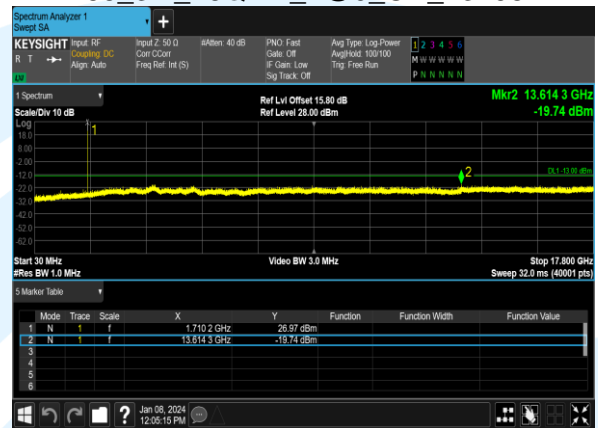 Spectrum Analyzer 1
Swept SA
+
KEYSIGHT Input: RF Input Z: 50 Ω #Atten: 40 dB PNO: Fast Avg Type: Log-Power 1 2 3 4 5 6
R T Coupling: DC Corr CCorr Gate: Off Avg|Hold: 100/100 M W W W W W
Align: Auto Freq Ref: Int (S) IF Gain: Low Trig: Free Run
Sig Track: Off P N N N N N
LXI
1 Spectrum Ref Lvl Offset 15.80 dB Mkr2 13.614 3 GHz
Scale/Div 10 dB Ref Level 28.00 dBm -19.74 dBm
Log
1
18.0
8.00
-2.00
-12.0 2 DL1 -13.00 dBm
-22.0
-32.0
-42.0
-52.0
-62.0
Start 30 MHz Video BW 3.0 MHz Stop 17.800 GHz
#Res BW 1.0 MHz Sweep 32.0 ms (40001 pts)
5 Marker Table
Mode Trace Scale X Y Function Function Width Function Value
1 N 1 f 1.710 2 GHz 26.97 dBm
2 N 1 f 13.614 3 GHz -19.74 dBm
3
4
5
6
? Jan 08, 2024
12:05:15 PM